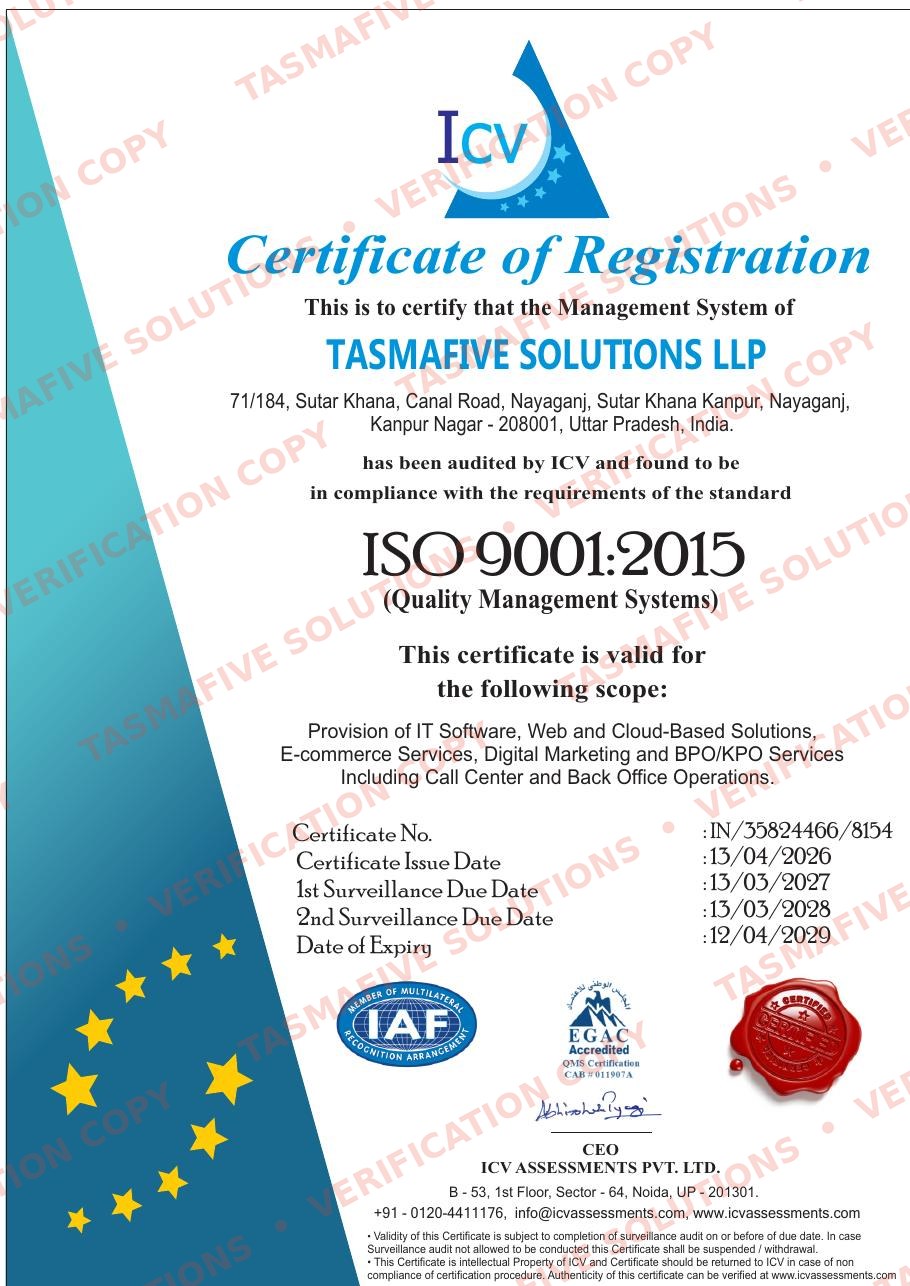 ICV
Certificate of Registration
This is to certify that the Management System of
TASMAFIVE SOLUTIONS LLP
71/184, Sutar Khana, Canal Road, Nayaganj, Sutar Khana Kanpur, Nayaganj,
Kanpur Nagar - 208001, Uttar Pradesh, India.
has been audited by ICV and found to be
in compliance with the requirements of the standard
ISO 9001:2015
(Quality Management Systems)
This certificate is valid for
the following scope:
Provision of IT Software, Web and Cloud-Based Solutions,
E-commerce Services, Digital Marketing and BPO/KPO Services
Including Call Center and Back Office Operations.
Certificate No. : IN/35824466/8154
Certificate Issue Date : 13/04/2026
1st Surveillance Due Date : 13/03/2027
2nd Surveillance Due Date : 13/03/2028
Date of Expiry : 12/04/2029
MEMBER OF MULTILATERAL
IAF
RECOGNITION ARRANGEMENT
المجلس الوطني للاعتماد
EGAC
Accredited
QMS Certification
CAB # 011907A
CERTIFIED
CERTIFIED
CEO
ICV ASSESSMENTS PVT. LTD.
B - 53, 1st Floor, Sector - 64, Noida, UP - 201301.
+91 - 0120-4411176, info@icvassessments.com, www.icvassessments.com
• Validity of this Certificate is subject to completion of surveillance audit on or before of due date. In case
Surveillance audit not allowed to be conducted this Certificate shall be suspended / withdrawal.
• This Certificate is intellectual Property of ICV and Certificate should be returned to ICV in case of non
compliance of certification procedure. Authenticity of this certificate can be verified at www.icvassessments.com
TASMAFIVE SOLUTIONS • VERIFICATION COPY